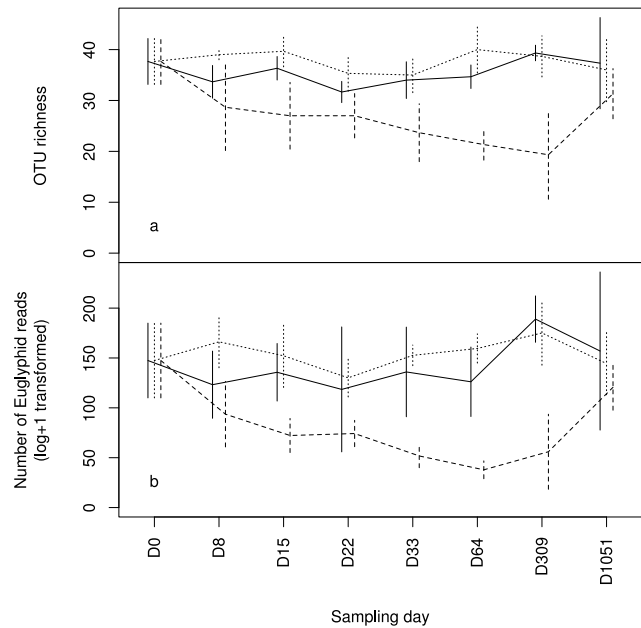 OTU richness
40
30
20
10
0
a
Number of Euglyphid reads
(log+1 transformed)
200
150
100
50
0
b
D0
D8
D15
D22
D33
D64
D309
D1051
Sampling day